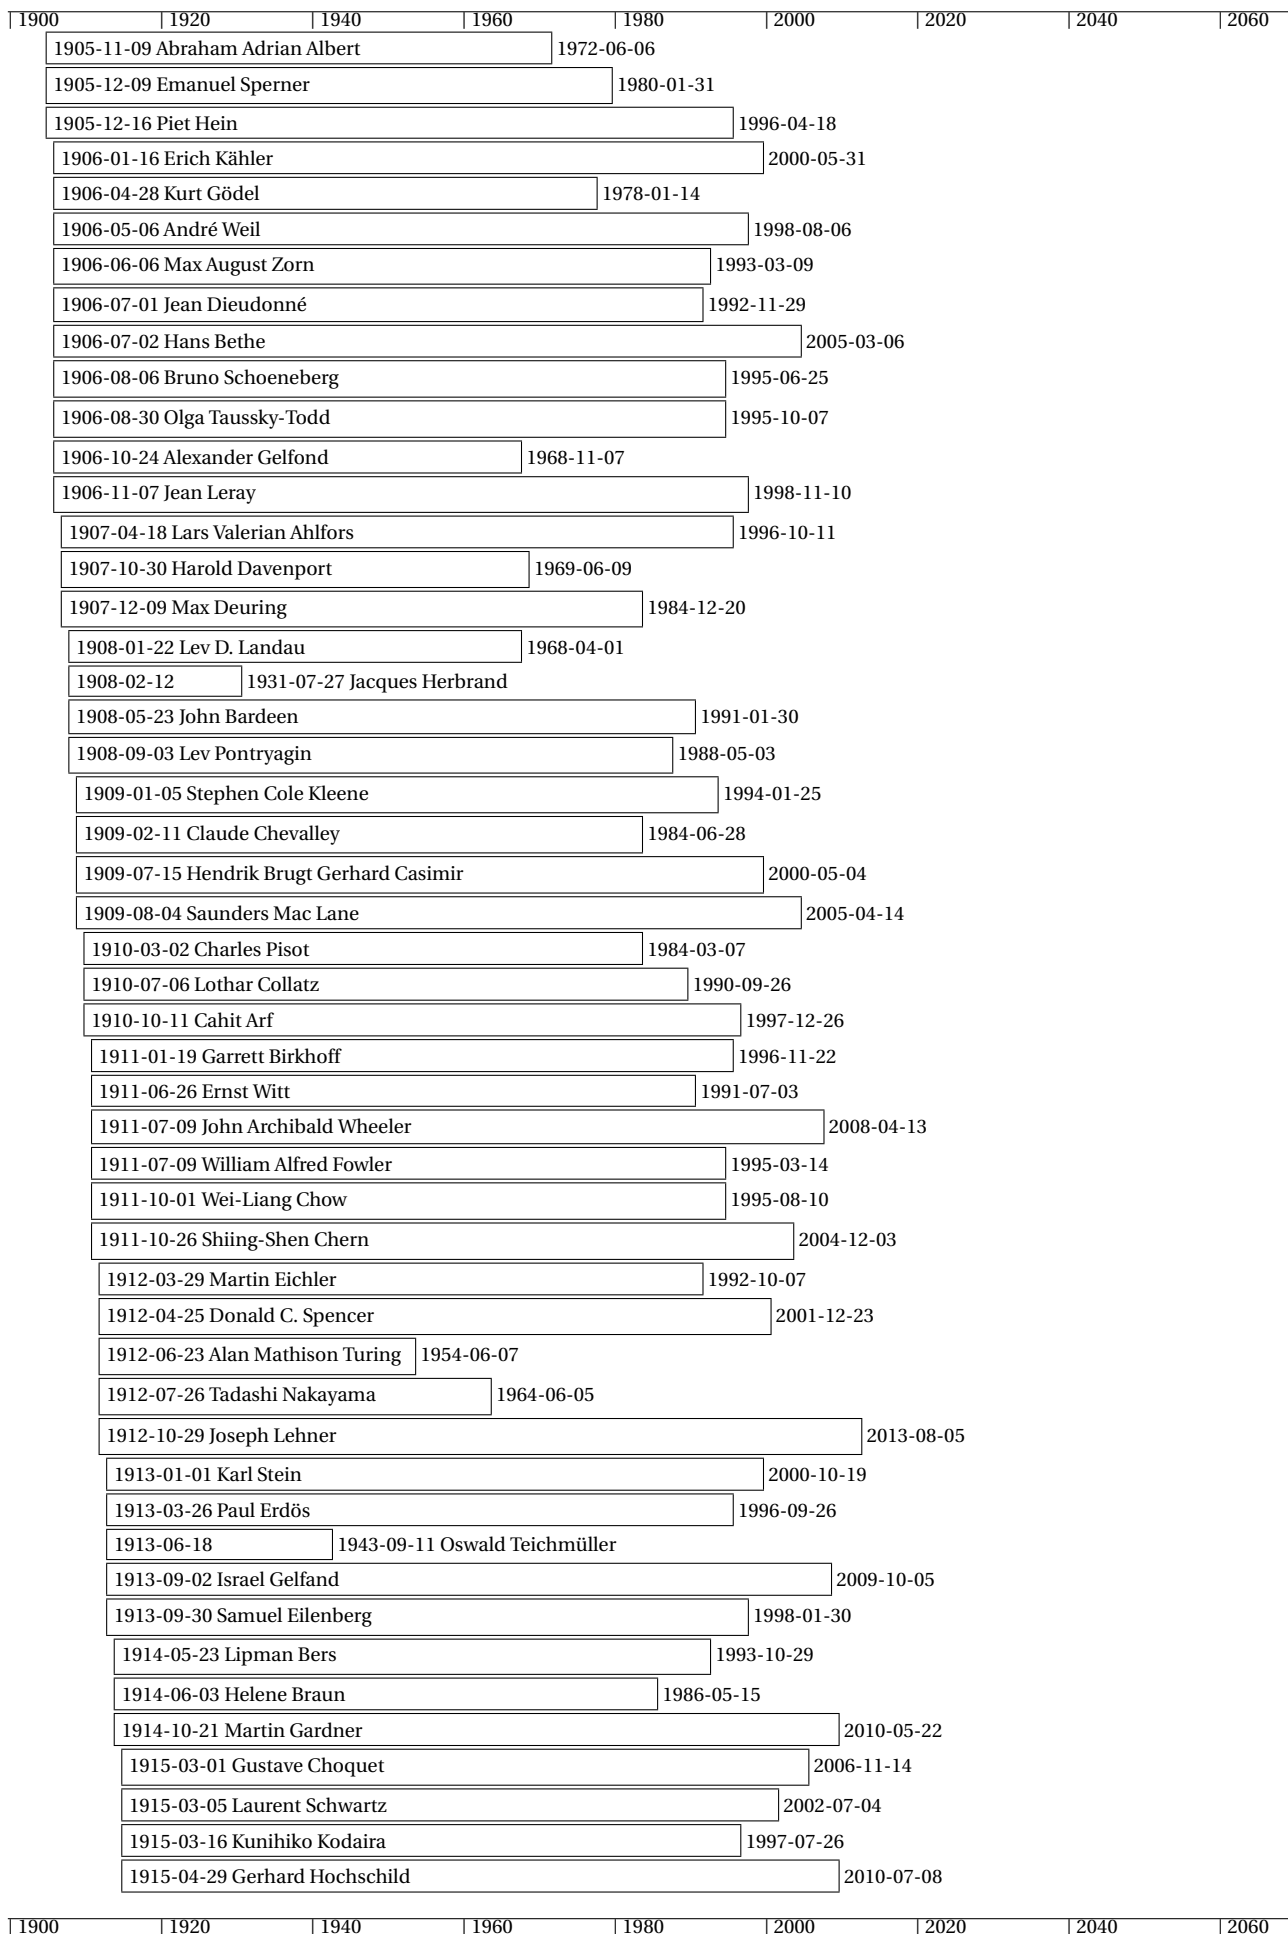 1900 1920 1940 1960 1980 2000 2020 2040 2060
1905-11-09 Abraham Adrian Albert 1972-06-06
1905-12-09 Emanuel Sperner 1980-01-31
1905-12-16 Piet Hein 1996-04-18
1906-01-16 Erich Kähler 2000-05-31
1906-04-28 Kurt Gödel 1978-01-14
1906-05-06 André Weil 1998-08-06
1906-06-06 Max August Zorn 1993-03-09
1906-07-01 Jean Dieudonné 1992-11-29
1906-07-02 Hans Bethe 2005-03-06
1906-08-06 Bruno Schoeneberg 1995-06-25
1906-08-30 Olga Taussky-Todd 1995-10-07
1906-10-24 Alexander Gelfond 1968-11-07
1906-11-07 Jean Leray 1998-11-10
1907-04-18 Lars Valerian Ahlfors 1996-10-11
1907-10-30 Harold Davenport 1969-06-09
1907-12-09 Max Deuring 1984-12-20
1908-01-22 Lev D. Landau 1968-04-01
1908-02-12 1931-07-27 Jacques Herbrand
1908-05-23 John Bardeen 1991-01-30
1908-09-03 Lev Pontryagin 1988-05-03
1909-01-05 Stephen Cole Kleene 1994-01-25
1909-02-11 Claude Chevalley 1984-06-28
1909-07-15 Hendrik Brugt Gerhard Casimir 2000-05-04
1909-08-04 Saunders Mac Lane 2005-04-14
1910-03-02 Charles Pisot 1984-03-07
1910-07-06 Lothar Collatz 1990-09-26
1910-10-11 Cahit Arf 1997-12-26
1911-01-19 Garrett Birkhoff 1996-11-22
1911-06-26 Ernst Witt 1991-07-03
1911-07-09 John Archibald Wheeler 2008-04-13
1911-07-09 William Alfred Fowler 1995-03-14
1911-10-01 Wei-Liang Chow 1995-08-10
1911-10-26 Shiing-Shen Chern 2004-12-03
1912-03-29 Martin Eichler 1992-10-07
1912-04-25 Donald C. Spencer 2001-12-23
1912-06-23 Alan Mathison Turing 1954-06-07
1912-07-26 Tadashi Nakayama 1964-06-05
1912-10-29 Joseph Lehner 2013-08-05
1913-01-01 Karl Stein 2000-10-19
1913-03-26 Paul Erdös 1996-09-26
1913-06-18 1943-09-11 Oswald Teichmüller
1913-09-02 Israel Gelfand 2009-10-05
1913-09-30 Samuel Eilenberg 1998-01-30
1914-05-23 Lipman Bers 1993-10-29
1914-06-03 Helene Braun 1986-05-15
1914-10-21 Martin Gardner 2010-05-22
1915-03-01 Gustave Choquet 2006-11-14
1915-03-05 Laurent Schwartz 2002-07-04
1915-03-16 Kunihiko Kodaira 1997-07-26
1915-04-29 Gerhard Hochschild 2010-07-08
1900 1920 1940 1960 1980 2000 2020 2040 2060